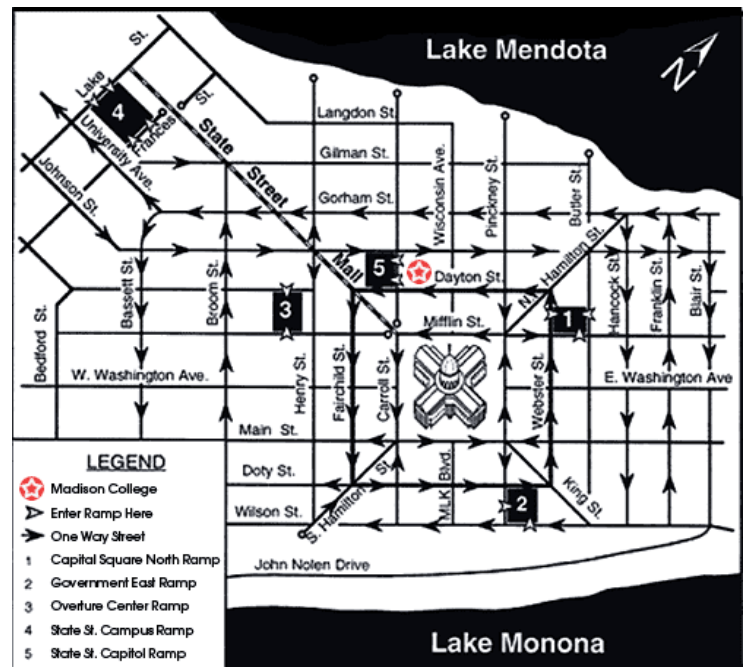 Lake Mendota
N
St.
Lake
4
St.
Frances
University Ave.
Johnson St.
State Street Mall
Langdon St.
Gilman St.
Gorham St.
Wisconsin Ave.
Pinckney St.
Butler St.
5
Dayton St.
N. Hamilton St.
Hancock St.
Franklin St.
Blair St.
Bedford St.
Bassett St.
Broom St.
3
Mifflin St.
1
W. Washington Ave.
Henry St.
Fairchild St.
Carroll St.
Webster St.
E. Washington Ave
Main St.
Doty St.
Wilson St.
S. Hamilton St.
MLK Blvd.
2
King St.
John Nolen Drive
Lake Monona
LEGEND
Madison College
Enter Ramp Here
One Way Street
1 Capital Square North Ramp
2 Government East Ramp
3 Overture Center Ramp
4 State St. Campus Ramp
5 State St. Capitol Ramp